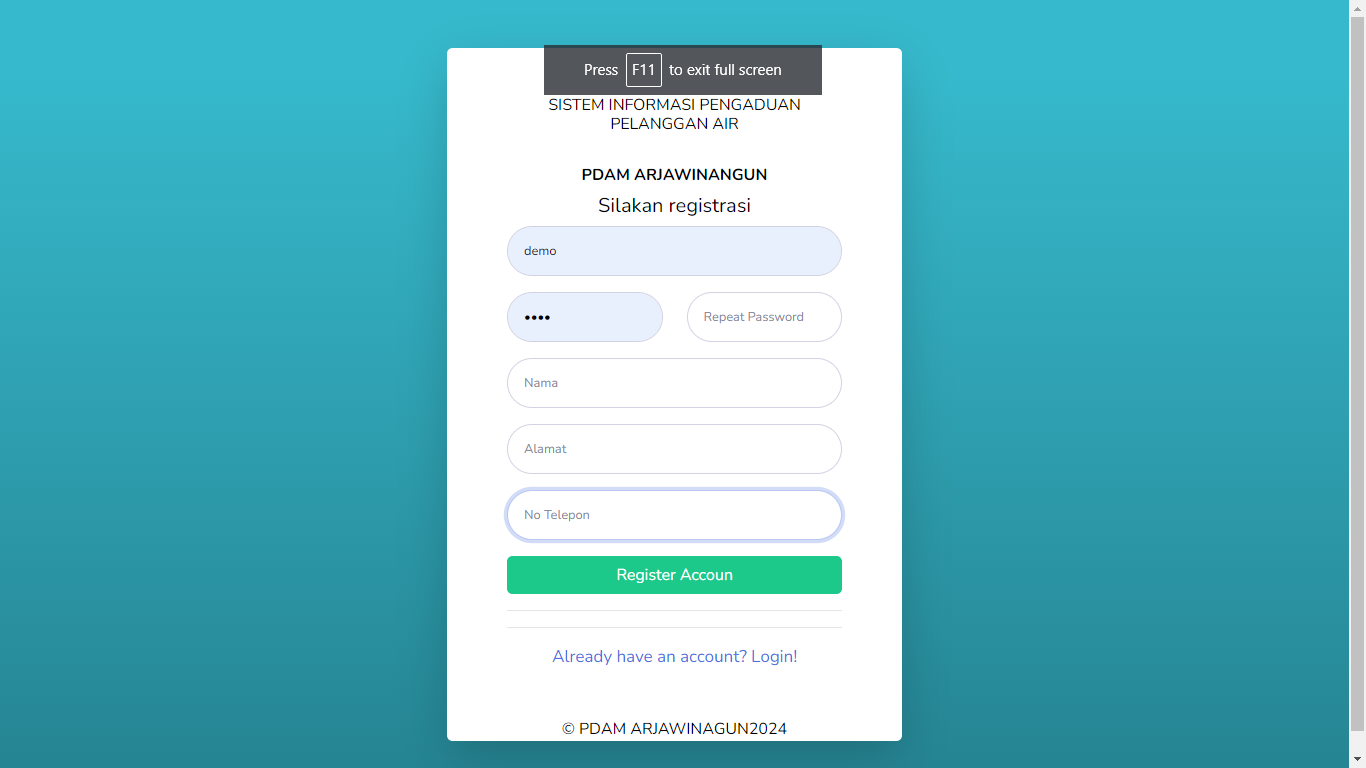 Press F11 to exit full screen
SISTEM INFORMASI PENGADUAN
PELANGGAN AIR
PDAM ARJAWINANGUN
Silakan registrasi
demo
••••
Repeat Password
Nama
Alamat
No Telepon
Register Accoun
Already have an account? Login!
© PDAM ARJAWINAGUN2024